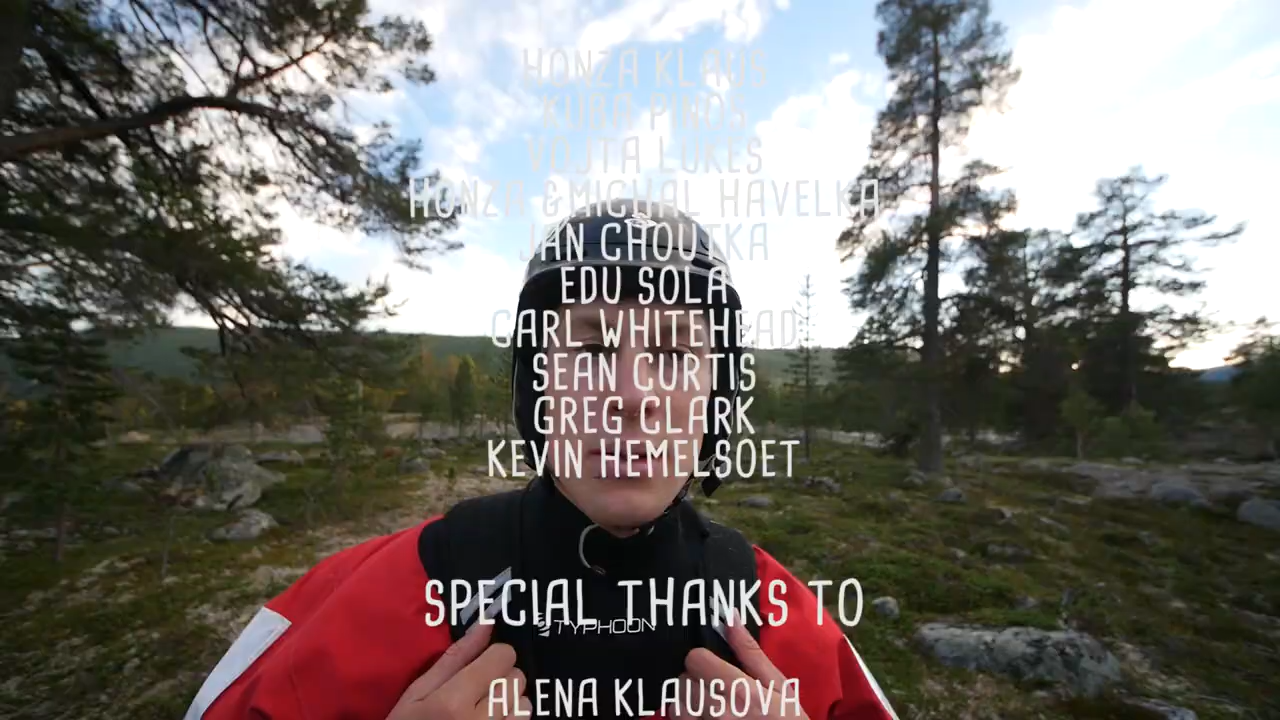 HONZA KLAUS
KUBA PINOS
VOJTA LUKES
HONZA & MICHAL HAVELKA
JAN CHOUTKA
EDU SOLA
CARL WHITEHEAD
SEAN CURTIS
GREG CLARK
KEVIN HEMELSOET
SPECIAL THANKS TO
TYPHOON
ALENA KLAUSOVA